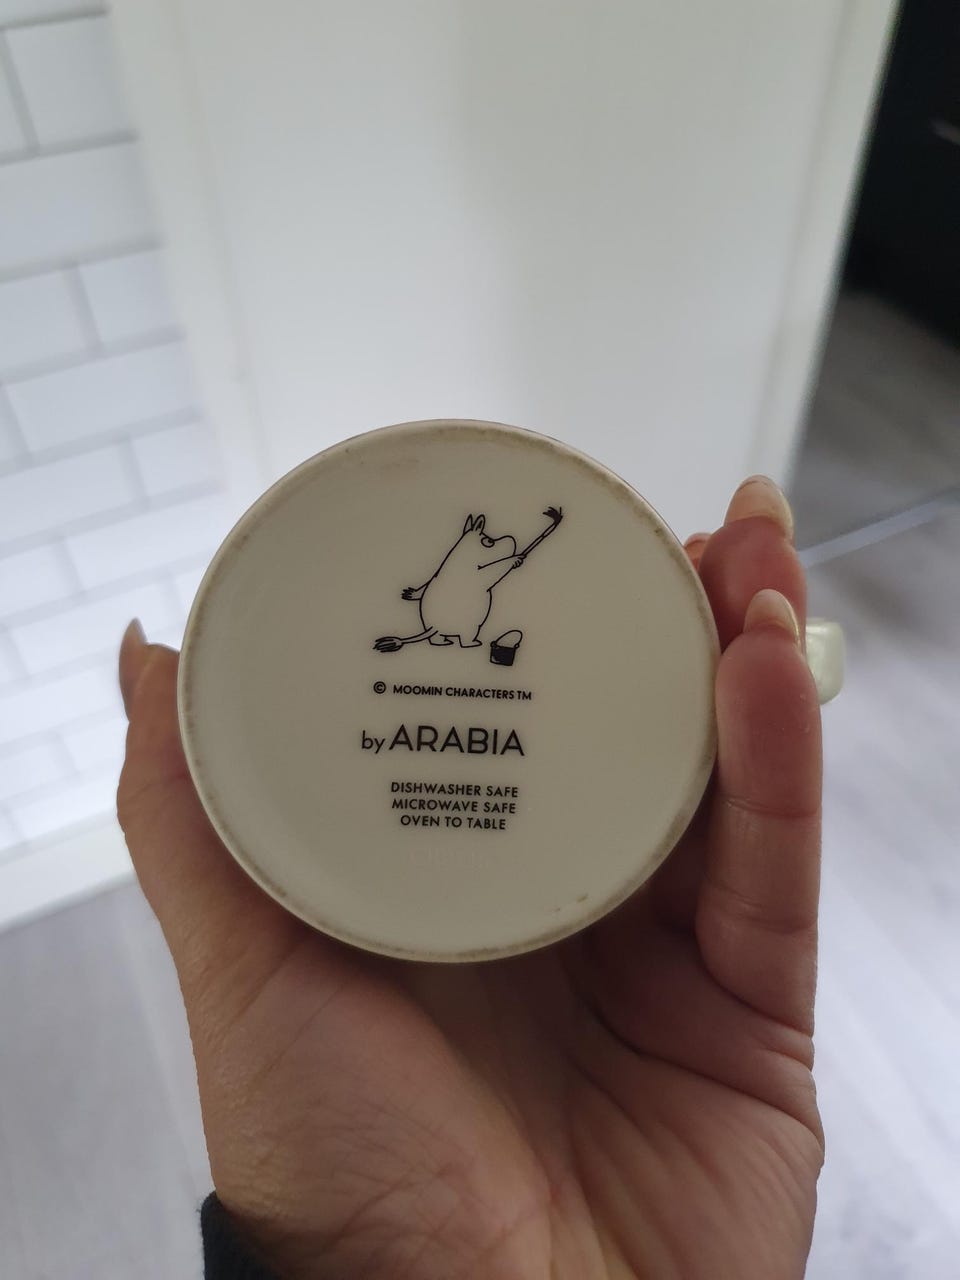 © MOOMIN CHARACTERS TM
by ARABIA
DISHWASHER SAFE
MICROWAVE SAFE
OVEN TO TABLE